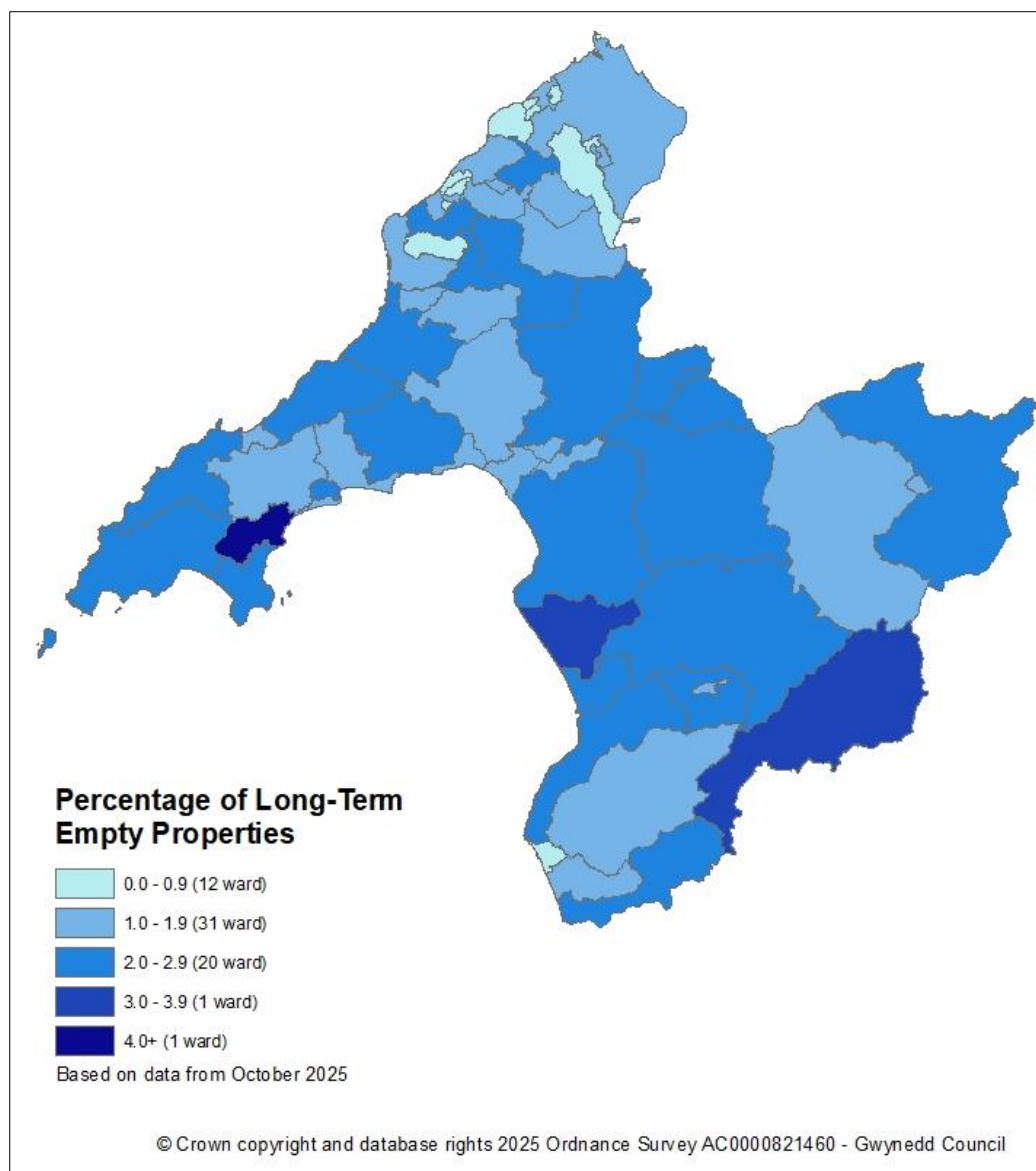 Percentage of Long-Term
Empty Properties
0.0 - 0.9 (12 ward)
1.0 - 1.9 (31 ward)
2.0 - 2.9 (20 ward)
3.0 - 3.9 (1 ward)
4.0+ (1 ward)
Based on data from October 2025
© Crown copyright and database rights 2025 Ordnance Survey AC0000821460 - Gwynedd Council